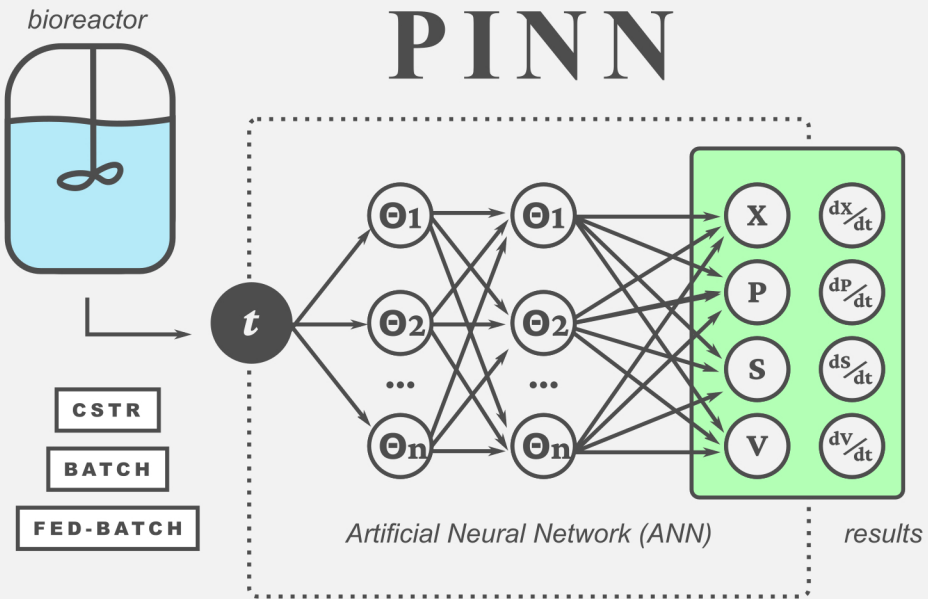 bioreactor
PINN
t
Θ1
Θ2
...
Θn
Θ1
Θ2
...
Θn
X
P
S
V
dX/dt
dP/dt
dS/dt
dV/dt
CSTR
BATCH
FED-BATCH
Artificial Neural Network (ANN)
results